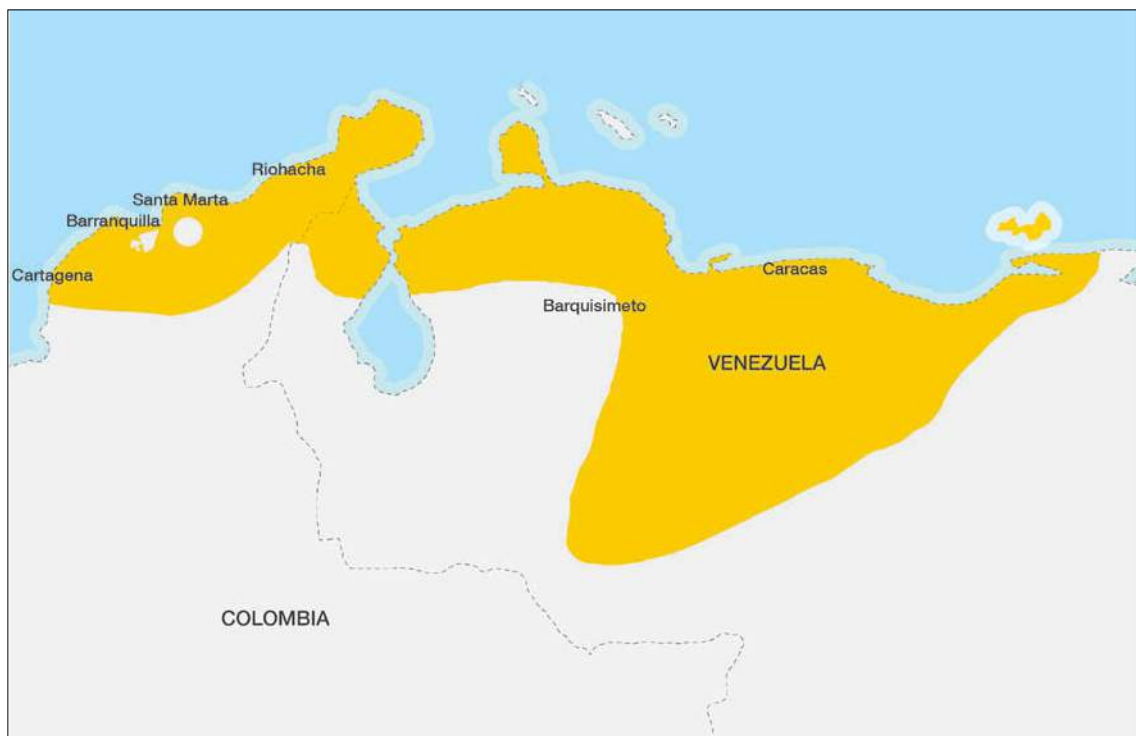 Riohacha
Santa Marta
Barranquilla
Cartagena
Caracas
Barquisimeto
VENEZUELA
COLOMBIA